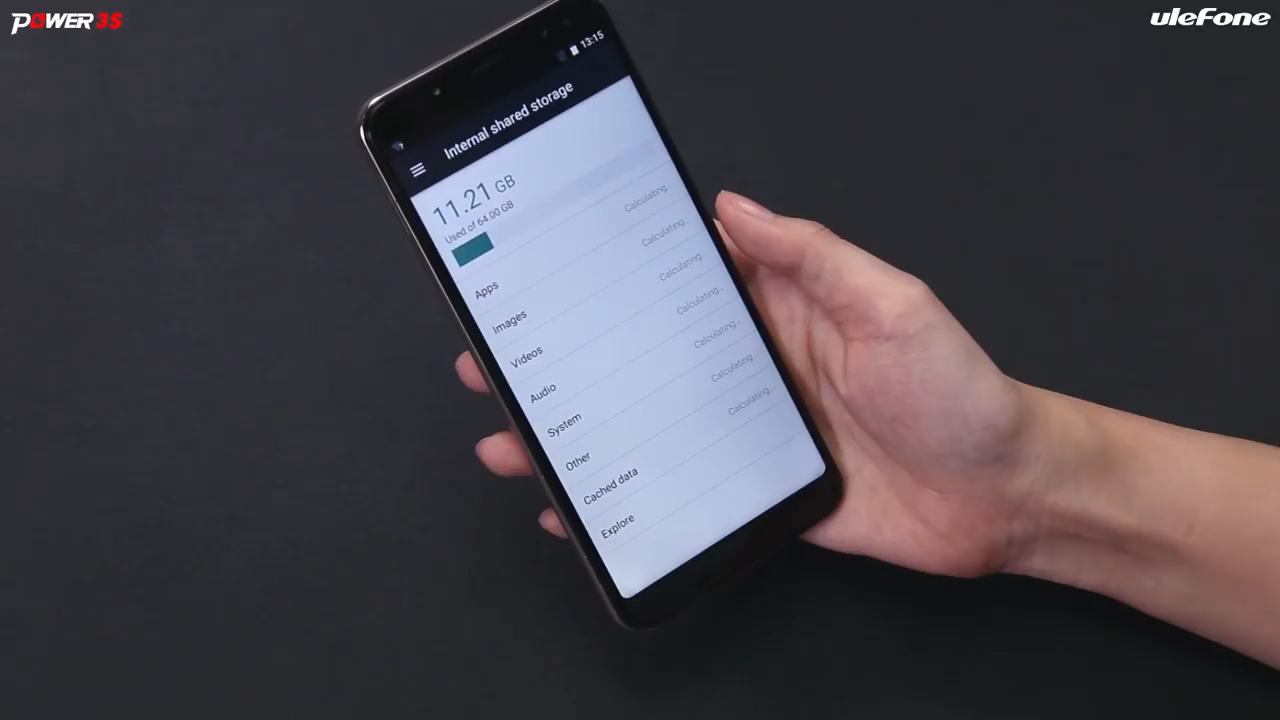 POWER 3S
uleFone
13:15
Internal shared storage
11.21 GB
Used of 64.00 GB
Apps
Calculating...
Images
Calculating...
Videos
Calculating...
Audio
Calculating...
System
Calculating...
Other
Calculating...
Cached data
Calculating...
Explore